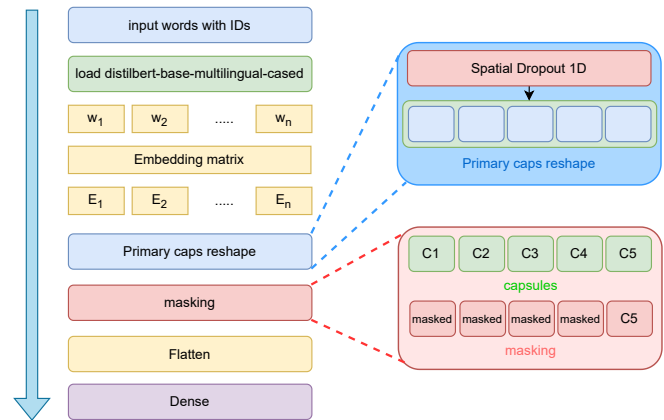 input words with IDs
load distilbert-base-multilingual-cased
w1 w2 ..... wn
Embedding matrix
E1 E2 ..... En
Primary caps reshape
masking
Flatten
Dense
Spatial Dropout 1D
Primary caps reshape
C1 C2 C3 C4 C5
capsules
masked masked masked masked C5
masking